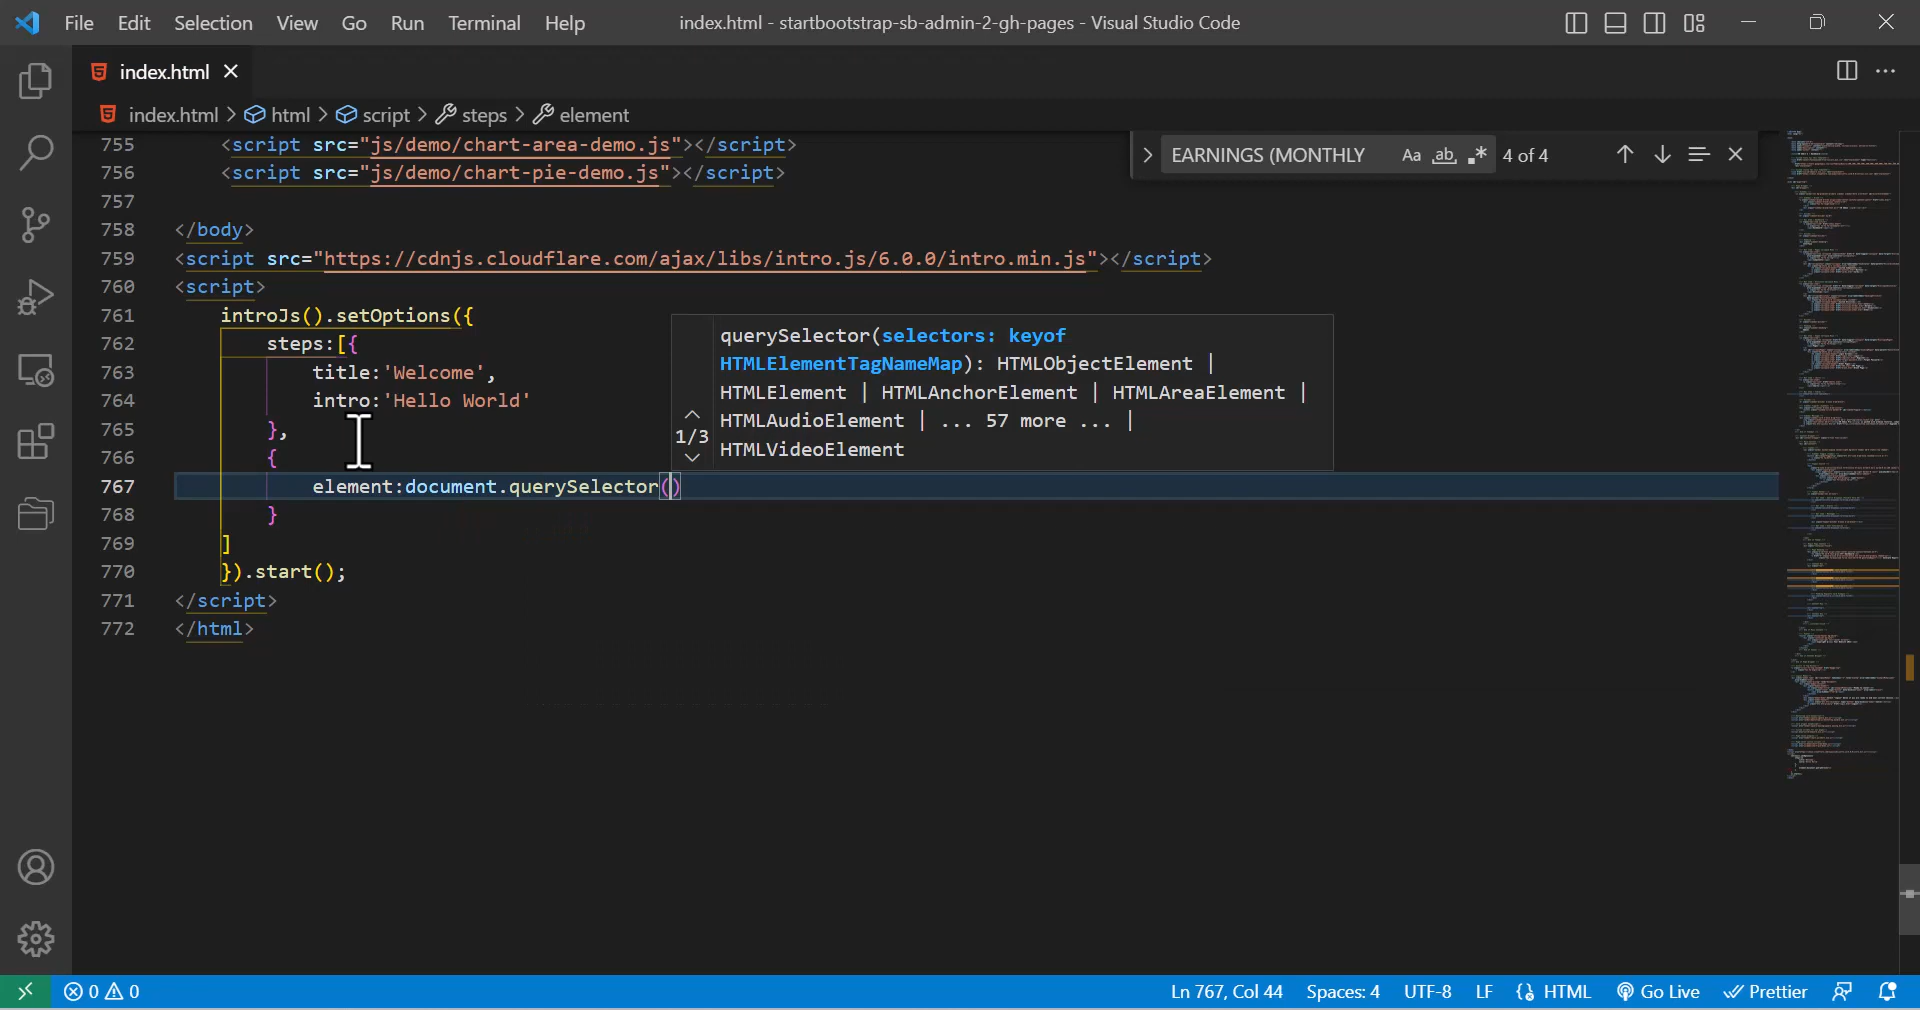 File Edit Selection View Go Run Terminal Help index.html - startbootstrap-sb-admin-2-gh-pages - Visual Studio Code
index.html
index.html > html > script > steps > element
EARNINGS (MONTHLY Aa ab .* 4 of 4
755 <script src="js/demo/chart-area-demo.js"></script>
756 <script src="js/demo/chart-pie-demo.js"></script>
757
758 </body>
759 <script src="https://cdnjs.cloudflare.com/ajax/libs/intro.js/6.0.0/intro.min.js"></script>
760 <script>
761 introJs().setOptions({
762 steps:[{
763 title:'Welcome',
764 intro:'Hello World'
765 },
766 {
767 element:document.querySelector()
768 }
769 ]
770 }).start();
771 </script>
772 </html>
1/3
querySelector(selectors: keyof
HTMLElementTagNameMap): HTMLObjectElement |
HTMLElement | HTMLAnchorElement | HTMLAreaElement |
HTMLAudioElement | ... 57 more ... |
HTMLVideoElement
0 0 Ln 767, Col 44 Spaces: 4 UTF-8 LF HTML Go Live Prettier